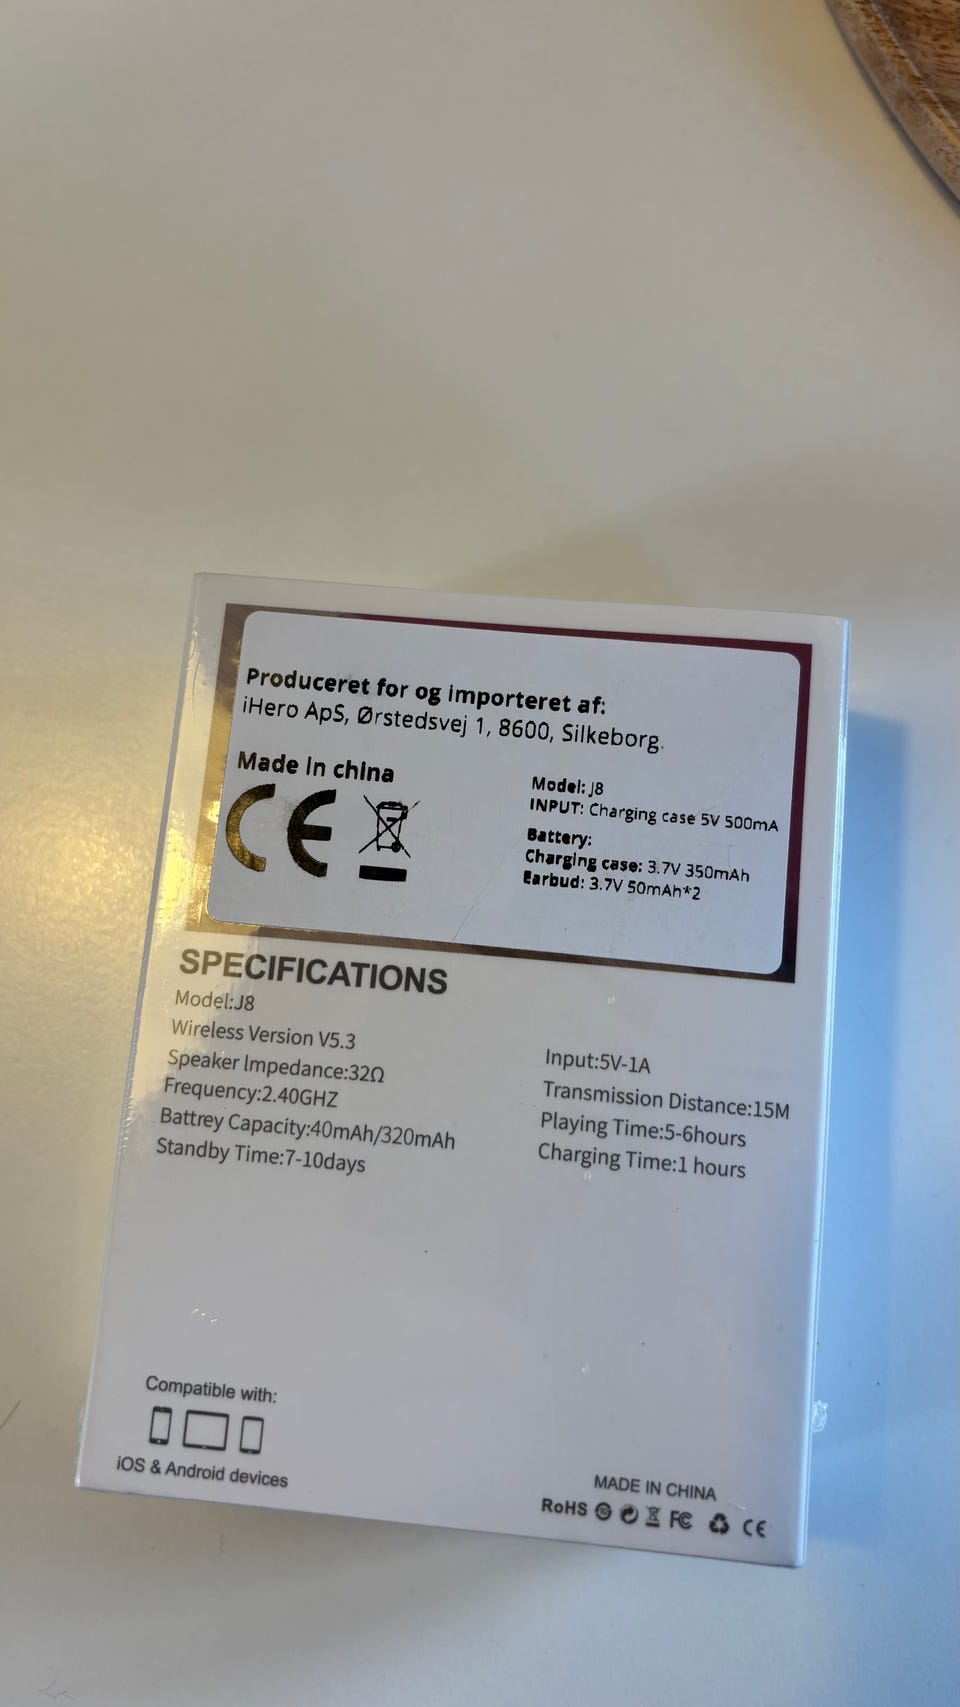 Produceret for og importeret af:
iHero ApS, Ørstedsvej 1, 8600, Silkeborg.
Made in china
CE
Model: J8
INPUT: Charging case 5V 500mA
Battery:
Charging case: 3.7V 350mAh
Earbud: 3.7V 50mAh*2
SPECIFICATIONS
Model:J8
Wireless Version V5.3
Speaker Impedance:32Ω
Frequency:2.40GHZ
Battrey Capacity:40mAh/320mAh
Standby Time:7-10days
Input:5V-1A
Transmission Distance:15M
Playing Time:5-6hours
Charging Time:1 hours
Compatible with:
iOS & Android devices
MADE IN CHINA
RoHS FC CE